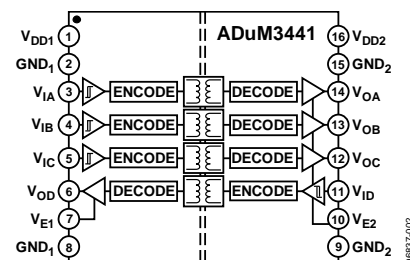 ADuM3441
V_DD1 1
16 V_DD2
GND_1 2
15 GND_2
V_IA 3 ENCODE DECODE 14 V_OA
V_IB 4 ENCODE DECODE 13 V_OB
V_IC 5 ENCODE DECODE 12 V_OC
V_OD 6 DECODE ENCODE 11 V_ID
V_E1 7
10 V_E2
GND_1 8
9 GND_2
06837-002